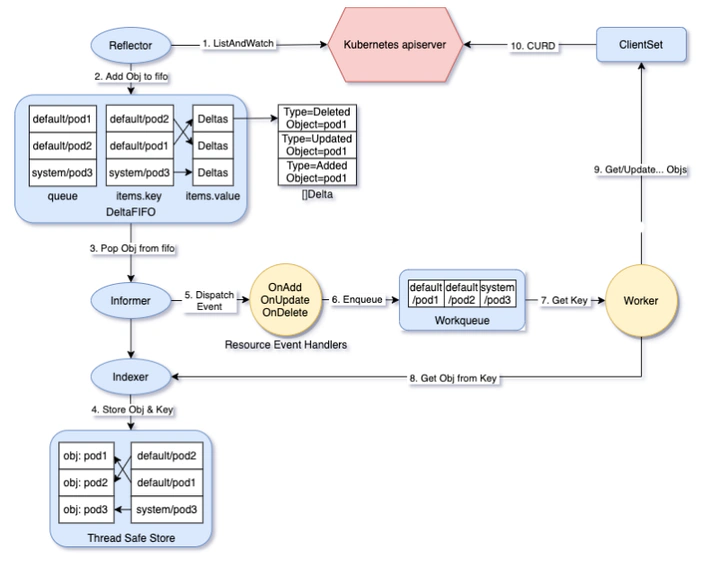 Reflector
1. ListAndWatch
Kubernetes apiserver
10. CURD
ClientSet
2. Add Obj to fifo
default/pod1
default/pod2
system/pod3
queue
default/pod2
default/pod1
system/pod3
items.key
Deltas
Deltas
Deltas
items.value
DeltaFIFO
Type=Deleted
Object=pod1
Type=Updated
Object=pod1
Type=Added
Object=pod1
[]Delta
9. Get/Update... Objs
3. Pop Obj from fifo
Informer
5. Dispatch
Event
OnAdd
OnUpdate
OnDelete
Resource Event Handlers
6. Enqueue
default
/pod1
default
/pod2
system
/pod3
Workqueue
7. Get Key
Worker
Indexer
8. Get Obj from Key
4. Store Obj & Key
obj: pod1
obj: pod2
obj: pod3
default/pod2
default/pod1
system/pod3
Thread Safe Store